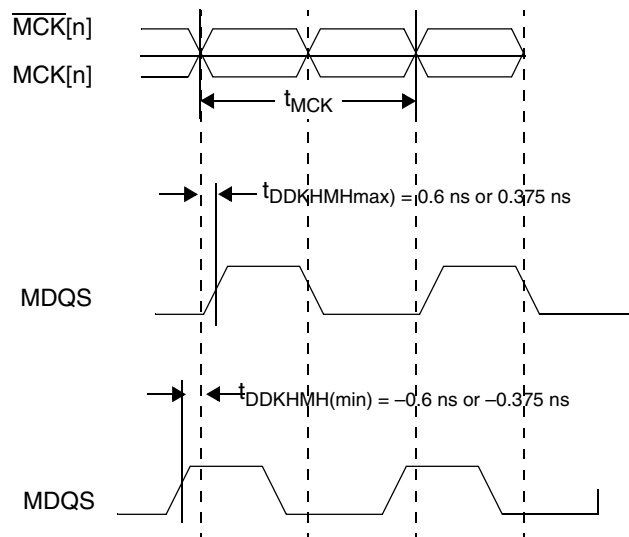 MCK[n]
MCK[n]
tMCK
tDDKHMHmax) = 0.6 ns or 0.375 ns
MDQS
tDDKHMH(min) = –0.6 ns or –0.375 ns
MDQS